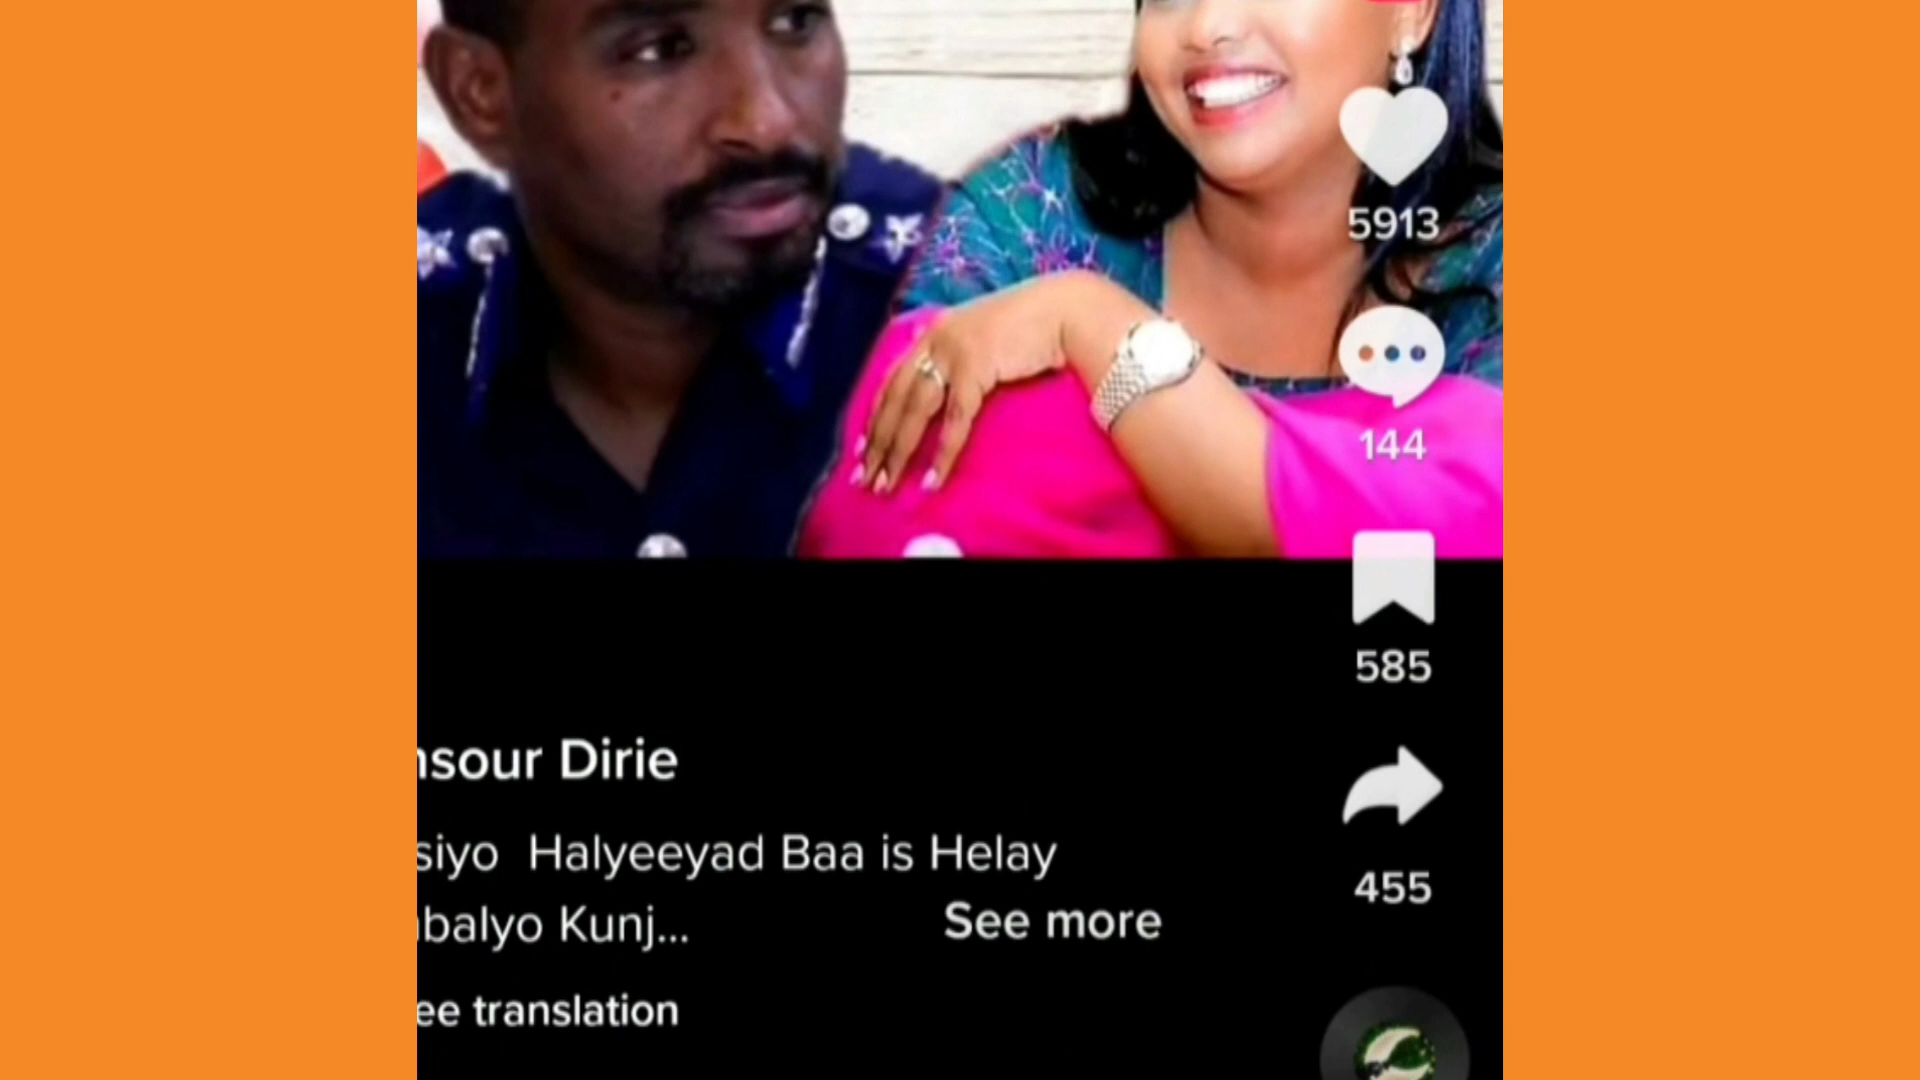 5913
144
585
455
nsour Dirie
siyo Halyeeyad Baa is Helay
balyo Kunj... See more
ee translation